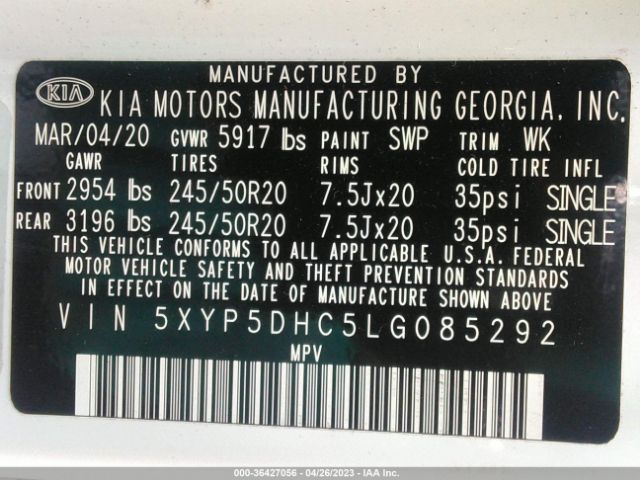 MANUFACTURED BY
KIA KIA MOTORS MANUFACTURING GEORGIA, INC.
MAR/04/20 GVWR 5917 lbs PAINT SWP TRIM WK
GAWR TIRES RIMS COLD TIRE INFL
FRONT 2954 lbs 245/50R20 7.5Jx20 35psi SINGLE
REAR 3196 lbs 245/50R20 7.5Jx20 35psi SINGLE
THIS VEHICLE CONFORMS TO ALL APPLICABLE U.S.A. FEDERAL
MOTOR VEHICLE SAFETY AND THEFT PREVENTION STANDARDS
IN EFFECT ON THE DATE OF MANUFACTURE SHOWN ABOVE
VIN 5XYP5DHC5LG085292
MPV
000-36427056 - 04/26/2023 - IAA Inc.